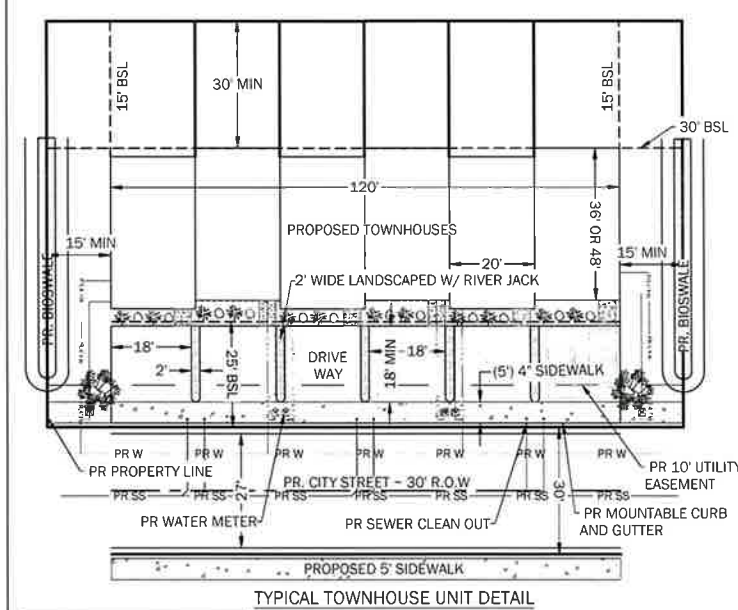 15' BSL
30' MIN
15' BSL
30' BSL
120'
15' MIN
PROPOSED TOWNHOUSES
36' OR 48'
15' MIN
20'
2' WIDE LANDSCAPED W/ RIVER JACK
PR. BIOSWALE
PR. BIOSWALE
18'
25' BSL
DRIVE
WAY
18' MIN
18'
2'
(5') 4" SIDEWALK
PR W PR W PR W PR W PR W PR W
PR PROPERTY LINE
PR 10' UTILITY
EASEMENT
PR. CITY STREET - 30' R.O.W
PR SS PR SS PR SS PR SS PR SS PR SS
27'
30'
PR WATER METER
PR SEWER CLEAN OUT
PR MOUNTABLE CURB
AND GUTTER
PROPOSED 5' SIDEWALK
TYPICAL TOWNHOUSE UNIT DETAIL